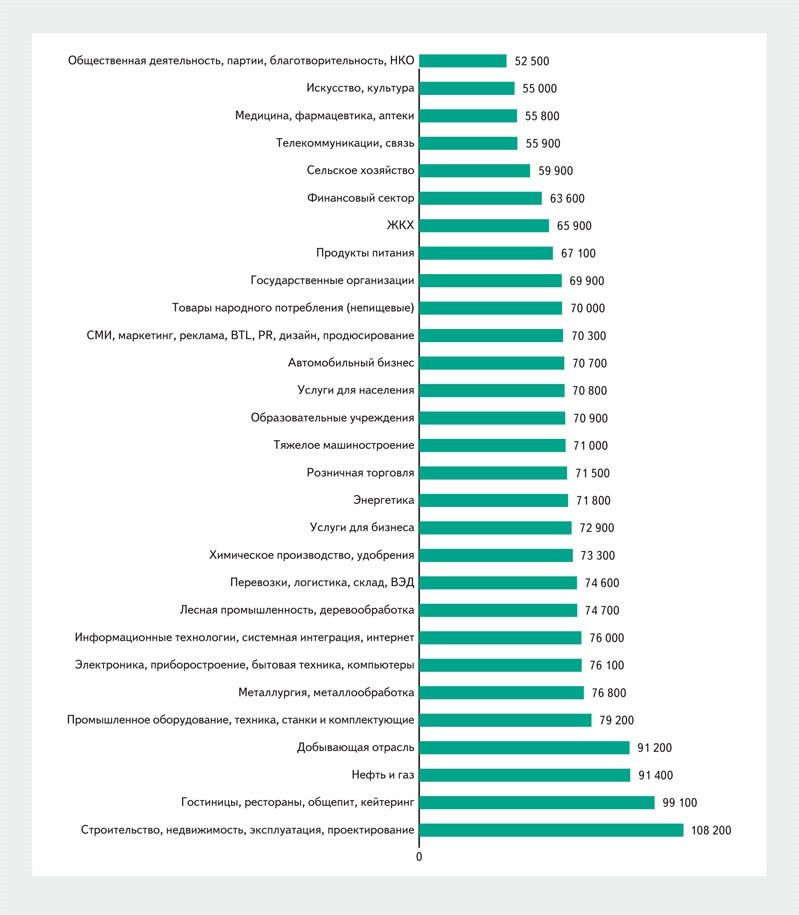 Общественная деятельность, партии, благотворительность, НКО 52 500
Искусство, культура 55 000
Медицина, фармацевтика, аптеки 55 800
Телекоммуникации, связь 55 900
Сельское хозяйство 59 900
Финансовый сектор 63 600
ЖКХ 65 900
Продукты питания 67 100
Государственные организации 69 900
Товары народного потребления (непищевые) 70 000
СМИ, маркетинг, реклама, BTL, PR, дизайн, продюсирование 70 300
Автомобильный бизнес 70 700
Услуги для населения 70 800
Образовательные учреждения 70 900
Тяжелое машиностроение 71 000
Розничная торговля 71 500
Энергетика 71 800
Услуги для бизнеса 72 900
Химическое производство, удобрения 73 300
Перевозки, логистика, склад, ВЭД 74 600
Лесная промышленность, деревообработка 74 700
Информационные технологии, системная интеграция, интернет 76 000
Электроника, приборостроение, бытовая техника, компьютеры 76 100
Металлургия, металлообработка 76 800
Промышленное оборудование, техника, станки и комплектующие 79 200
Добывающая отрасль 91 200
Нефть и газ 91 400
Гостиницы, рестораны, общепит, кейтеринг 99 100
Строительство, недвижимость, эксплуатация, проектирование 108 200
0